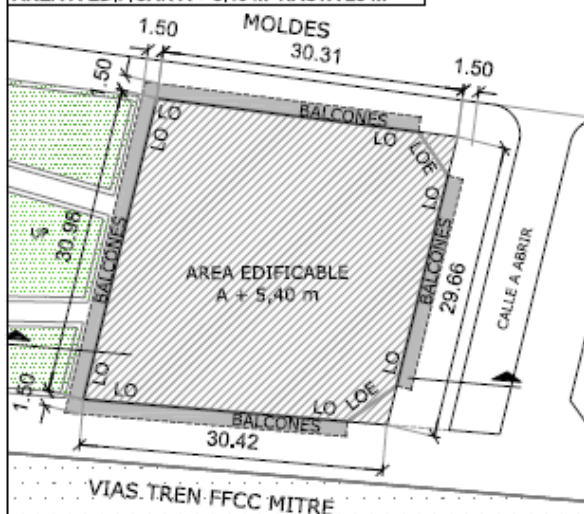 1.50
MOLDES
30.31
1.50
1.50
LO
BALCONES
LO
LO
LOE
LO
30.96
BALCONES
AREA EDIFICABLE
A + 5,40 m
BALCONES
29.66
CALLE A ABRIR
LO
LO
LO
LO
LOE
1.50
BALCONES
30.42
VIAS TREN FFCC MITRE